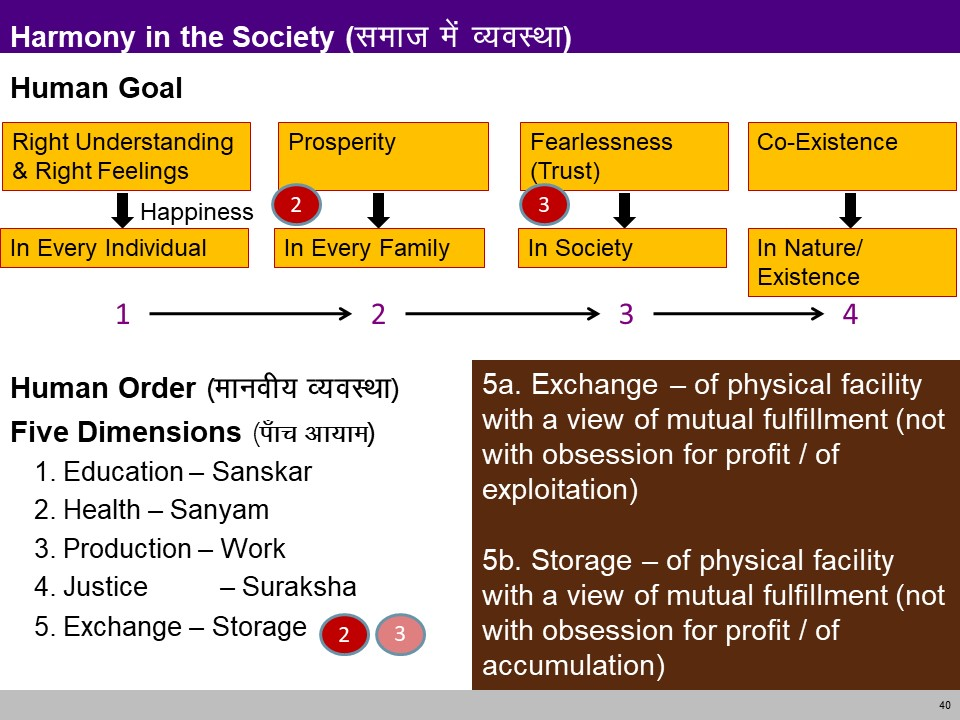 Harmony in the Society (समाज में व्यवस्था)
Human Goal
Right Understanding
& Right Feelings
Prosperity
Fearlessness
(Trust)
Co-Existence
Happiness
2
3
In Every Individual
In Every Family
In Society
In Nature/
Existence
1
2
3
4
Human Order (मानवीय व्यवस्था)
Five Dimensions (पाँच आयाम)
1. Education – Sanskar
2. Health – Sanyam
3. Production – Work
4. Justice – Suraksha
5. Exchange – Storage
2
3
5a. Exchange – of physical facility
with a view of mutual fulfillment (not
with obsession for profit / of
exploitation)
5b. Storage – of physical facility
with a view of mutual fulfillment (not
with obsession for profit / of
accumulation)
40